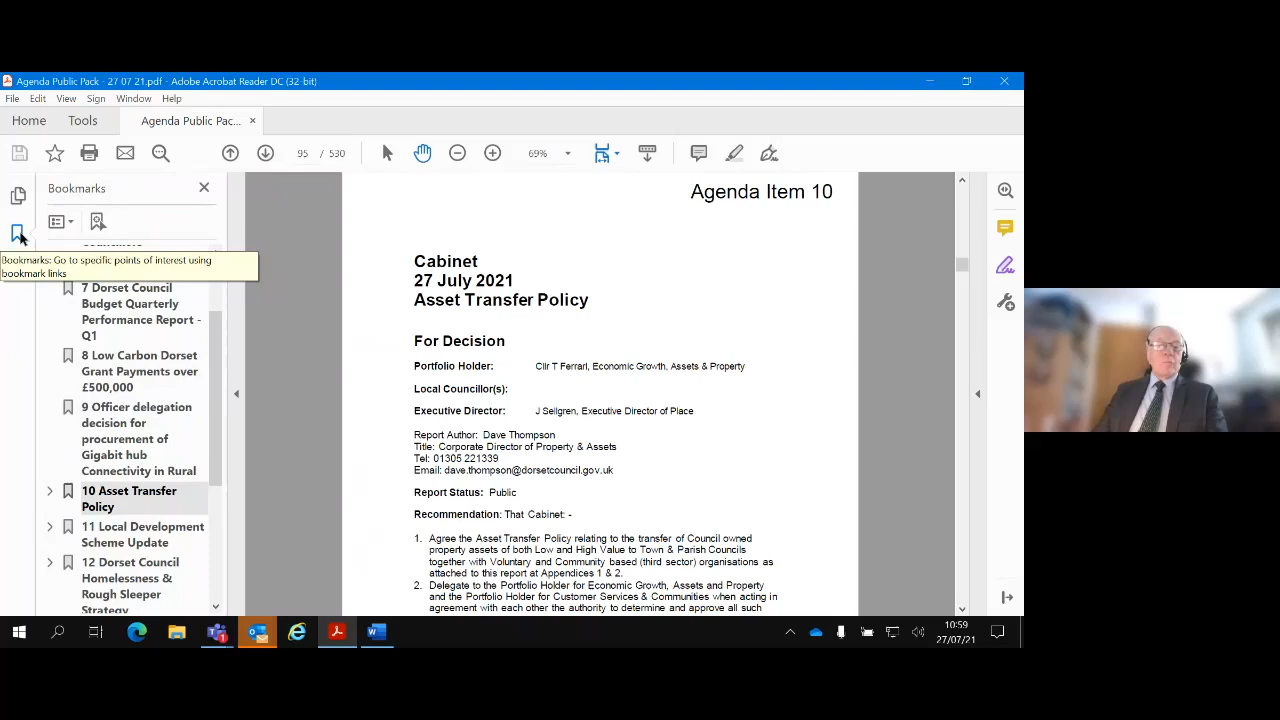 Agenda Public Pack - 27 07 21.pdf - Adobe Acrobat Reader DC (32-bit)
File Edit View Sign Window Help
Home Tools Agenda Public Pac... ×
95 / 530 69%
Bookmarks
Bookmarks: Go to specific points of interest using
bookmark links
7 Dorset Council
Budget Quarterly
Performance Report -
Q1
8 Low Carbon Dorset
Grant Payments over
£500,000
9 Officer delegation
decision for
procurement of
Gigabit hub
Connectivity in Rural
10 Asset Transfer
Policy
11 Local Development
Scheme Update
12 Dorset Council
Homelessness &
Rough Sleeper
Strategy
Agenda Item 10
Cabinet
27 July 2021
Asset Transfer Policy
For Decision
Portfolio Holder: Cllr T Ferrari, Economic Growth, Assets & Property
Local Councillor(s):
Executive Director: J Sellgren, Executive Director of Place
Report Author: Dave Thompson
Title: Corporate Director of Property & Assets
Tel: 01305 221339
Email: dave.thompson@dorsetcouncil.gov.uk
Report Status: Public
Recommendation: That Cabinet: -
1. Agree the Asset Transfer Policy relating to the transfer of Council owned
property assets of both Low and High Value to Town & Parish Councils
together with Voluntary and Community based (third sector) organisations as
attached to this report at Appendices 1 & 2.
2. Delegate to the Portfolio Holder for Economic Growth, Assets and Property
and the Portfolio Holder for Customer Services & Communities when acting in
agreement with each other the authority to determine and approve all such
10:59
27/07/21